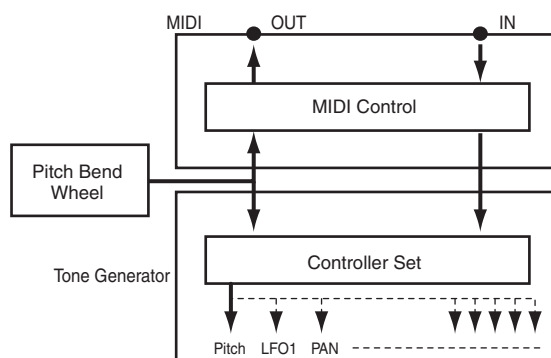 MIDI OUT IN
MIDI Control
Pitch Bend
Wheel
Controller Set
Tone Generator
Pitch LFO1 PAN